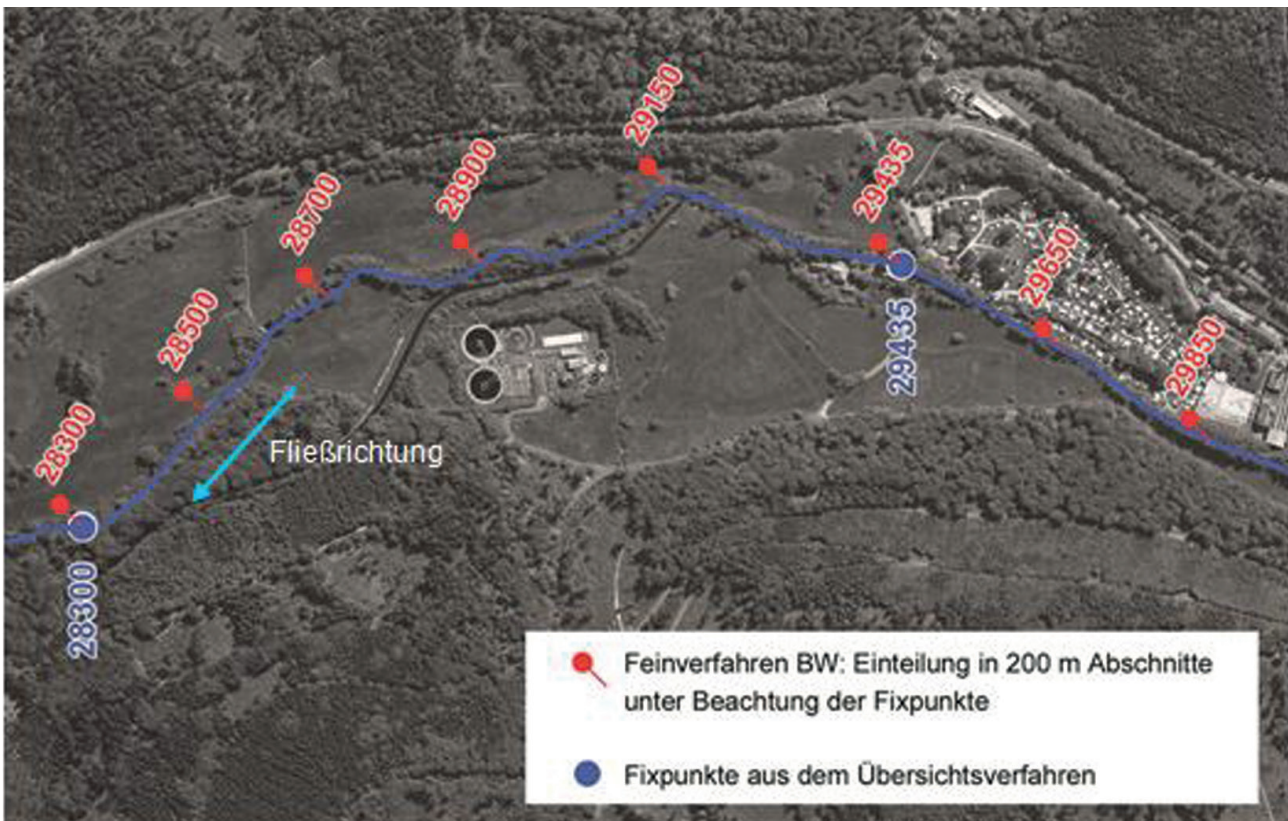 29150
28900
29435
28700
29650
28500
29435
29850
28300
Fließrichtung
28300
Feinverfahren BW: Einteilung in 200 m Abschnitte
unter Beachtung der Fixpunkte
Fixpunkte aus dem Übersichtsverfahren